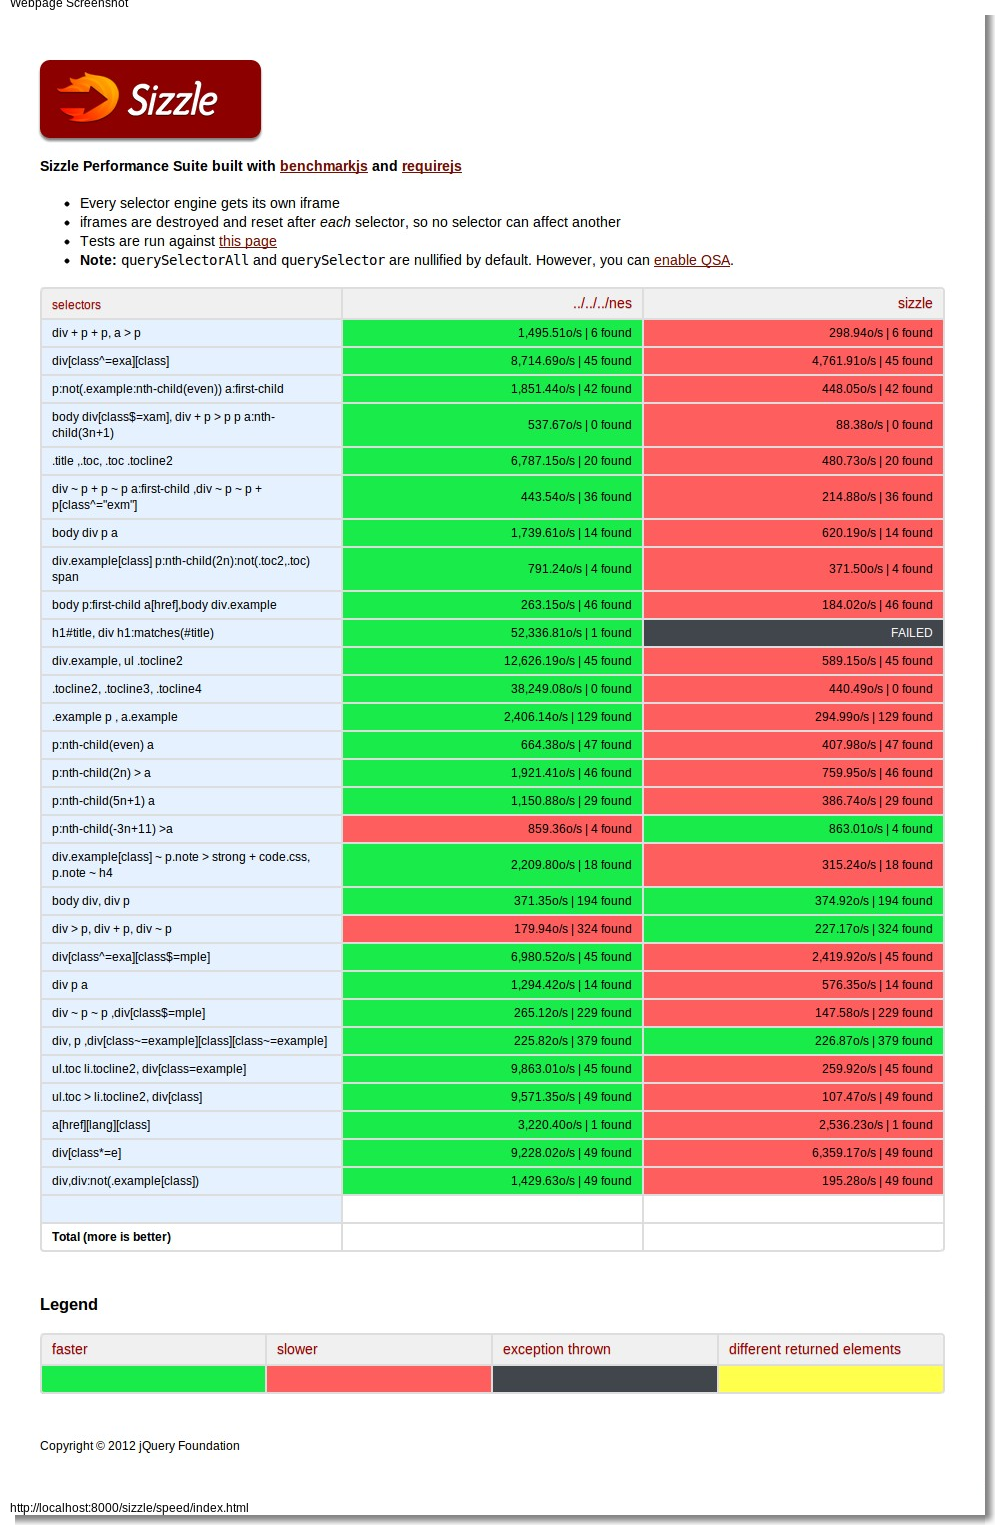 Webpage Screenshot
Sizzle
Sizzle Performance Suite built with benchmarkjs and requirejs
Every selector engine gets its own iframe
iframes are destroyed and reset after each selector, so no selector can affect another
Tests are run against this page
Note: querySelectorAll and querySelector are nullified by default. However, you can enable QSA.
selectors ../../../nes sizzle
div + p + p, a > p 1,495.51o/s | 6 found 298.94o/s | 6 found
div[class^=exa][class] 8,714.69o/s | 45 found 4,761.91o/s | 45 found
p:not(.example:nth-child(even)) a:first-child 1,851.44o/s | 42 found 448.05o/s | 42 found
body div[class$=xam], div + p > p p a:nth-
child(3n+1) 537.67o/s | 0 found 88.38o/s | 0 found
.title ,.toc, .toc .tocline2 6,787.15o/s | 20 found 480.73o/s | 20 found
div ~ p + p ~ p a:first-child ,div ~ p ~ p +
p[class^="exm"] 443.54o/s | 36 found 214.88o/s | 36 found
body div p a 1,739.61o/s | 14 found 620.19o/s | 14 found
div.example[class] p:nth-child(2n):not(.toc2,.toc)
span 791.24o/s | 4 found 371.50o/s | 4 found
body p:first-child a[href],body div.example 263.15o/s | 46 found 184.02o/s | 46 found
h1#title, div h1:matches(#title) 52,336.81o/s | 1 found FAILED
div.example, ul .tocline2 12,626.19o/s | 45 found 589.15o/s | 45 found
.tocline2, .tocline3, .tocline4 38,249.08o/s | 0 found 440.49o/s | 0 found
.example p , a.example 2,406.14o/s | 129 found 294.99o/s | 129 found
p:nth-child(even) a 664.38o/s | 47 found 407.98o/s | 47 found
p:nth-child(2n) > a 1,921.41o/s | 46 found 759.95o/s | 46 found
p:nth-child(5n+1) a 1,150.88o/s | 29 found 386.74o/s | 29 found
p:nth-child(-3n+11) >a 859.36o/s | 4 found 863.01o/s | 4 found
div.example[class] ~ p.note > strong + code.css,
p.note ~ h4 2,209.80o/s | 18 found 315.24o/s | 18 found
body div, div p 371.35o/s | 194 found 374.92o/s | 194 found
div > p, div + p, div ~ p 179.94o/s | 324 found 227.17o/s | 324 found
div[class^=exa][class$=mple] 6,980.52o/s | 45 found 2,419.92o/s | 45 found
div p a 1,294.42o/s | 14 found 576.35o/s | 14 found
div ~ p ~ p ,div[class$=mple] 265.12o/s | 229 found 147.58o/s | 229 found
div, p ,div[class~=example][class][class~=example] 225.82o/s | 379 found 226.87o/s | 379 found
ul.toc li.tocline2, div[class=example] 9,863.01o/s | 45 found 259.92o/s | 45 found
ul.toc > li.tocline2, div[class] 9,571.35o/s | 49 found 107.47o/s | 49 found
a[href][lang][class] 3,220.40o/s | 1 found 2,536.23o/s | 1 found
div[class*=e] 9,228.02o/s | 49 found 6,359.17o/s | 49 found
div,div:not(.example[class]) 1,429.63o/s | 49 found 195.28o/s | 49 found
Total (more is better)
Legend
faster slower exception thrown different returned elements
Copyright © 2012 jQuery Foundation
http://localhost:8000/sizzle/speed/index.html